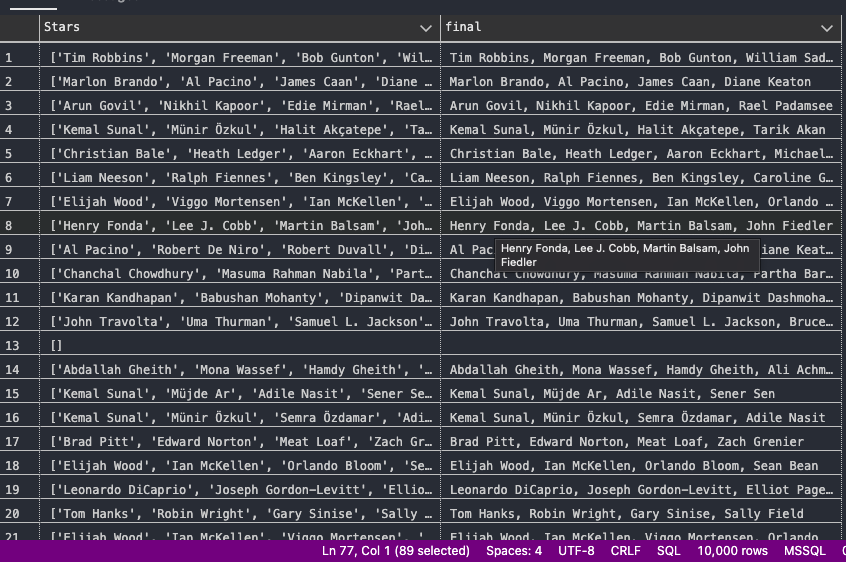 Stars final
1 ['Tim Robbins', 'Morgan Freeman', 'Bob Gunton', 'Wil… Tim Robbins, Morgan Freeman, Bob Gunton, William Sad…
2 ['Marlon Brando', 'Al Pacino', 'James Caan', 'Diane … Marlon Brando, Al Pacino, James Caan, Diane Keaton
3 ['Arun Govil', 'Nikhil Kapoor', 'Edie Mirman', 'Rael… Arun Govil, Nikhil Kapoor, Edie Mirman, Rael Padamsee
4 ['Kemal Sunal', 'Münir Özkul', 'Halit Akçatepe', 'Ta… Kemal Sunal, Münir Özkul, Halit Akçatepe, Tarik Akan
5 ['Christian Bale', 'Heath Ledger', 'Aaron Eckhart', … Christian Bale, Heath Ledger, Aaron Eckhart, Michael…
6 ['Liam Neeson', 'Ralph Fiennes', 'Ben Kingsley', 'Ca… Liam Neeson, Ralph Fiennes, Ben Kingsley, Caroline G…
7 ['Elijah Wood', 'Viggo Mortensen', 'Ian McKellen', '… Elijah Wood, Viggo Mortensen, Ian McKellen, Orlando …
8 ['Henry Fonda', 'Lee J. Cobb', 'Martin Balsam', 'Joh… Henry Fonda, Lee J. Cobb, Martin Balsam, John Fiedler
9 ['Al Pacino', 'Robert De Niro', 'Robert Duvall', 'Di… Al Pac iane Keat…
Henry Fonda, Lee J. Cobb, Martin Balsam, John
Fiedler
10 ['Chanchal Chowdhury', 'Masuma Rahman Nabila', 'Part… Chanchal Chowdhury, Masuma Rahman Nabila, Partha Bar…
11 ['Karan Kandhapan', 'Babushan Mohanty', 'Dipanwit Da… Karan Kandhapan, Babushan Mohanty, Dipanwit Dashmoha…
12 ['John Travolta', 'Uma Thurman', 'Samuel L. Jackson'… John Travolta, Uma Thurman, Samuel L. Jackson, Bruce…
13 []
14 ['Abdallah Gheith', 'Mona Wassef', 'Hamdy Gheith', '… Abdallah Gheith, Mona Wassef, Hamdy Gheith, Ali Achm…
15 ['Kemal Sunal', 'Müjde Ar', 'Adile Nasit', 'Sener Se… Kemal Sunal, Müjde Ar, Adile Nasit, Sener Sen
16 ['Kemal Sunal', 'Münir Özkul', 'Semra Özdamar', 'Adi… Kemal Sunal, Münir Özkul, Semra Özdamar, Adile Nasit
17 ['Brad Pitt', 'Edward Norton', 'Meat Loaf', 'Zach Gr… Brad Pitt, Edward Norton, Meat Loaf, Zach Grenier
18 ['Elijah Wood', 'Ian McKellen', 'Orlando Bloom', 'Se… Elijah Wood, Ian McKellen, Orlando Bloom, Sean Bean
19 ['Leonardo DiCaprio', 'Joseph Gordon-Levitt', 'Ellio… Leonardo DiCaprio, Joseph Gordon-Levitt, Elliot Page…
20 ['Tom Hanks', 'Robin Wright', 'Gary Sinise', 'Sally … Tom Hanks, Robin Wright, Gary Sinise, Sally Field
21 ['Elijah Wood', 'Ian McKellen', 'Viggo Mortensen', '… Elijah Wood, Ian McKellen, Viggo Mortensen, Orlando
Ln 77, Col 1 (89 selected) Spaces: 4 UTF-8 CRLF SQL 10,000 rows MSSQL